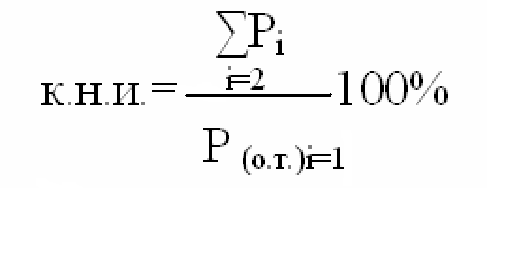 ∑Pi
i=2
к.н.и.= 100%
P (о.т.)i=1